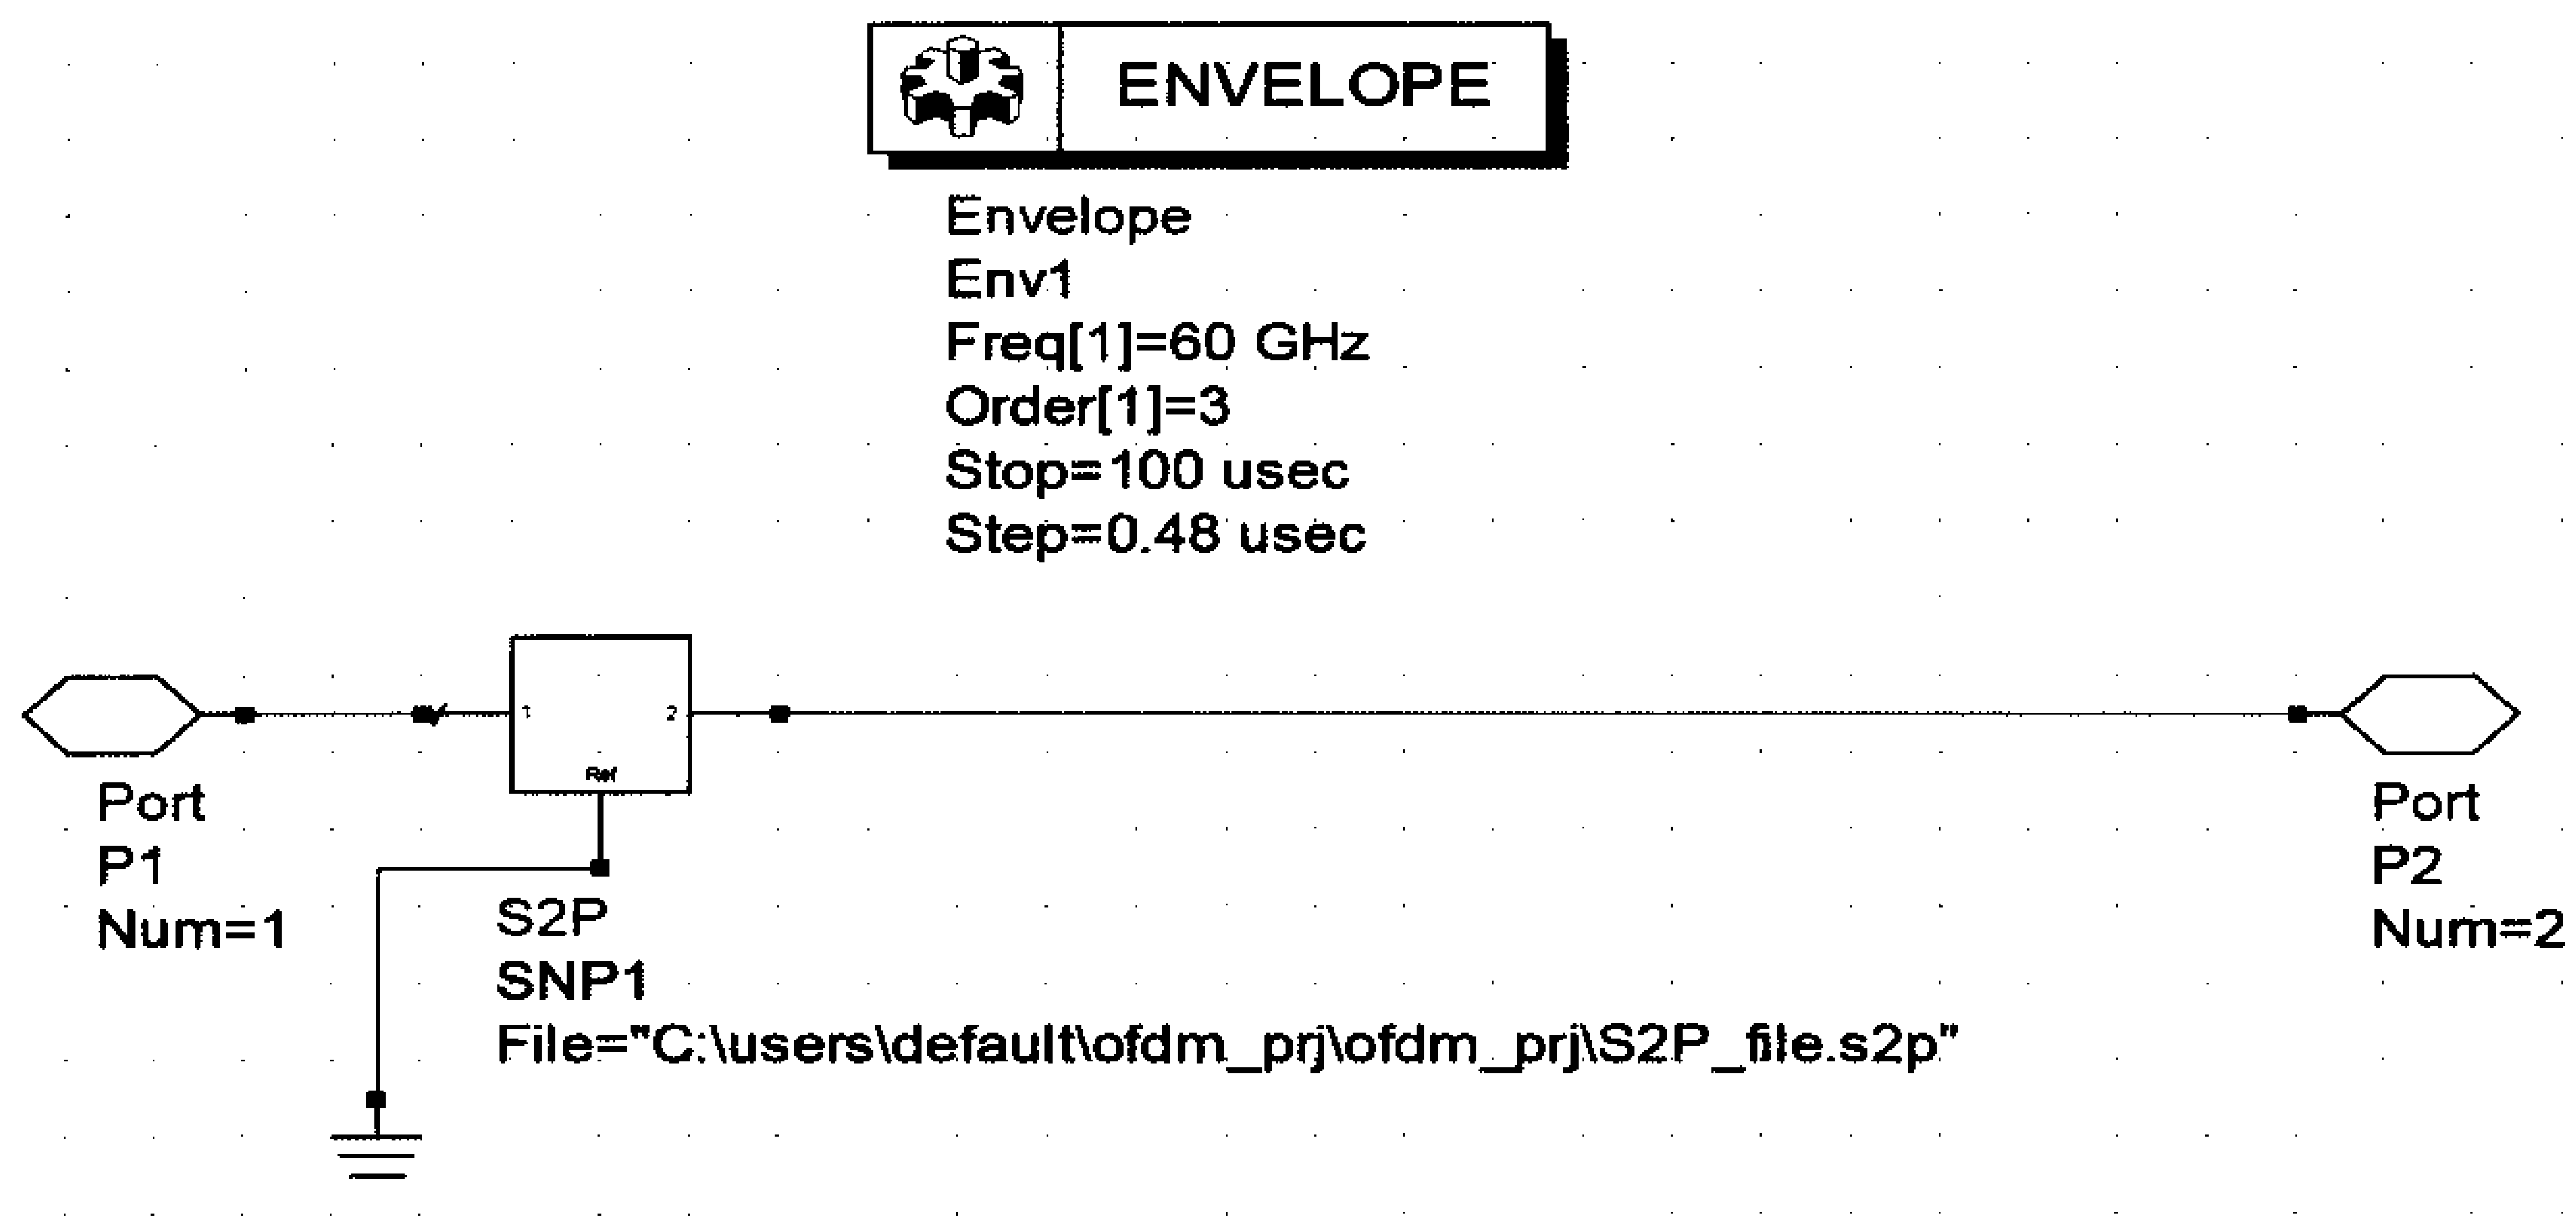 ENVELOPE
Envelope
Env1
Freq[1]=60 GHz
Order[1]=3
Stop=100 usec
Step=0.48 usec
1
2
Ref
Port
P1
Num=1
S2P
SNP1
File="C:\users\default\ofdm_prj\ofdm_prj\S2P_file.s2p"
Port
P2
Num=2